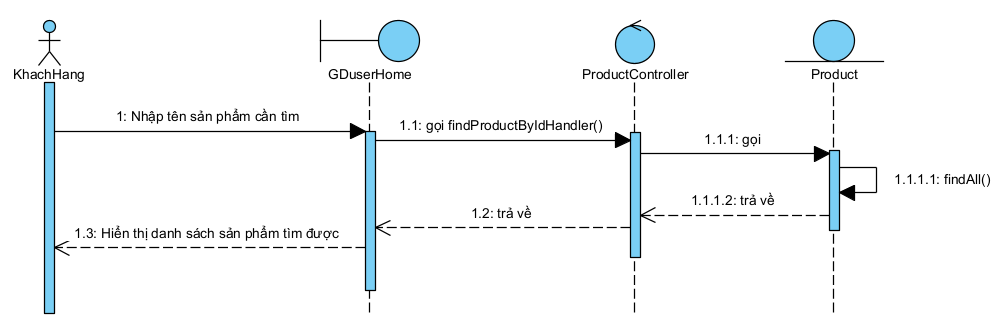 KhachHang
GDuserHome
ProductController
Product
1: Nhập tên sản phẩm cần tìm
1.1: gọi findProductByIdHandler()
1.1.1: gọi
1.1.1.1: findAll()
1.1.1.2: trả về
1.2: trả về
1.3: Hiển thị danh sách sản phẩm tìm được